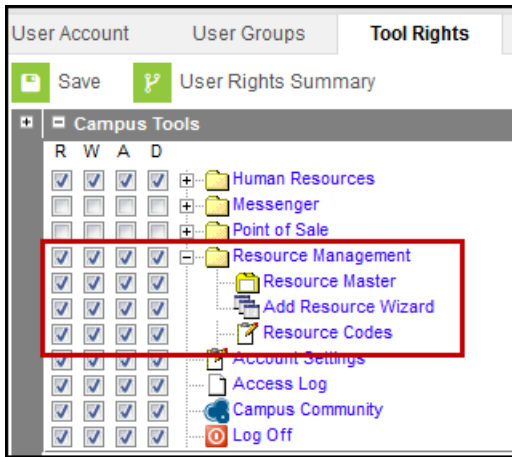 User Account User Groups Tool Rights
Save User Rights Summary
Campus Tools
R W A D
Human Resources
Messenger
Point of Sale
Resource Management
Resource Master
Add Resource Wizard
Resource Codes
Account Settings
Access Log
Campus Community
Log Off